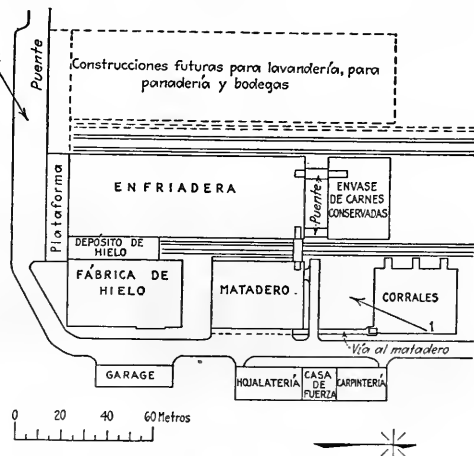 Puente
Construcciones futuras para lavandería, para
panadería y bodegas
Plataforma
ENFRIADERA
Puente
ENVASE
DE CARNES
CONSERVADAS
DEPÓSITO DE
HIELO
FÁBRICA DE
HIELO
MATADERO
CORRALES
1
Vía al matadero
GARAGE
HOJALATERÍA
CASA
DE
FUERZA
CARPINTERÍA
0 20 40 60 Metros